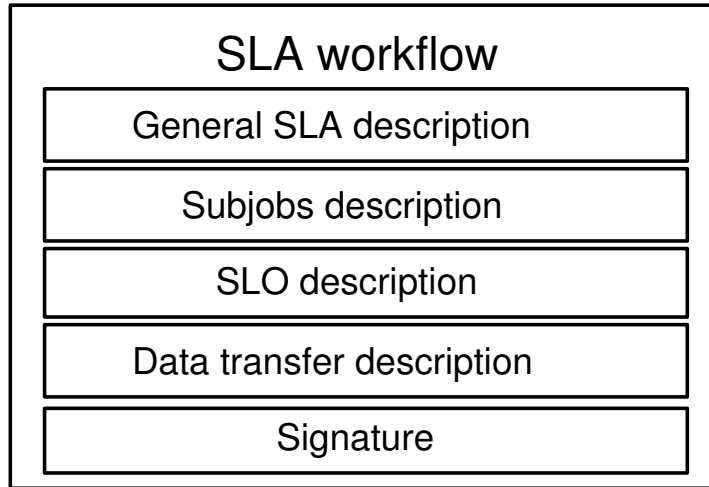 SLA workflow
General SLA description
Subjobs description
SLO description
Data transfer description
Signature